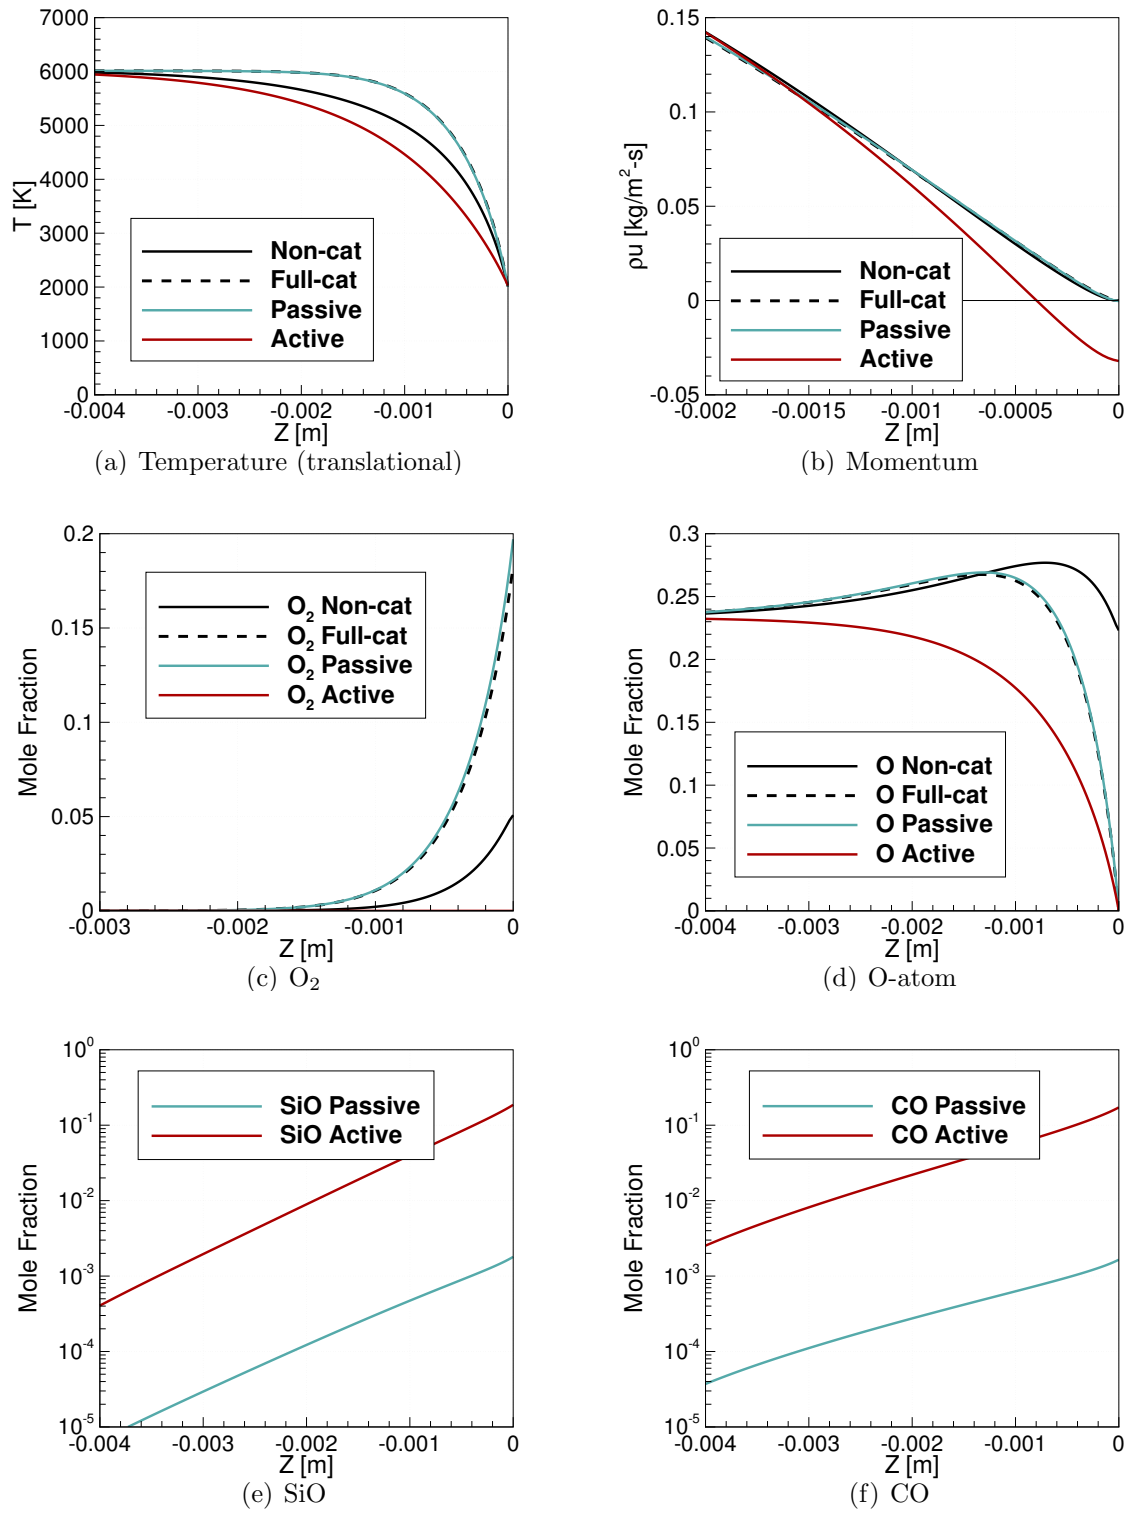 7000
6000
5000
4000
3000
2000
1000
0
T [K]
Non-cat
Full-cat
Passive
Active
-0.004 -0.003 -0.002 -0.001 0
Z [m]
(a) Temperature (translational)
0.15
0.1
0.05
0
-0.05
ρu [kg/m²-s]
Non-cat
Full-cat
Passive
Active
-0.002 -0.0015 -0.001 -0.0005 0
Z [m]
(b) Momentum
0.2
0.15
0.1
0.05
0
Mole Fraction
O₂ Non-cat
O₂ Full-cat
O₂ Passive
O₂ Active
-0.003 -0.002 -0.001 0
Z [m]
(c) O₂
0.3
0.25
0.2
0.15
0.1
0.05
0
Mole Fraction
O Non-cat
O Full-cat
O Passive
O Active
-0.004 -0.003 -0.002 -0.001 0
Z [m]
(d) O-atom
10⁰
10⁻¹
10⁻²
10⁻³
10⁻⁴
10⁻⁵
Mole Fraction
SiO Passive
SiO Active
-0.004 -0.003 -0.002 -0.001 0
Z [m]
(e) SiO
10⁰
10⁻¹
10⁻²
10⁻³
10⁻⁴
10⁻⁵
Mole Fraction
CO Passive
CO Active
-0.004 -0.003 -0.002 -0.001 0
Z [m]
(f) CO